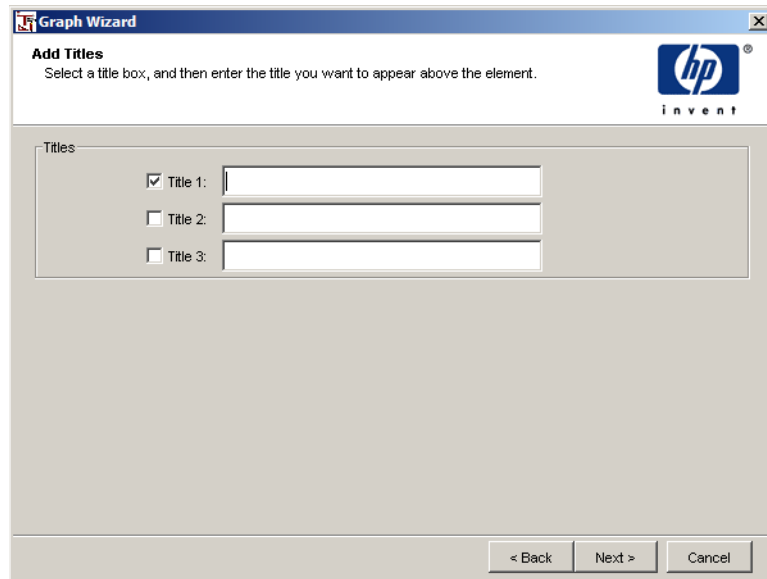 Graph Wizard
Add Titles
Select a title box, and then enter the title you want to appear above the element.
hp
®
invent
Titles
Title 1:
Title 2:
Title 3:
< Back
Next >
Cancel